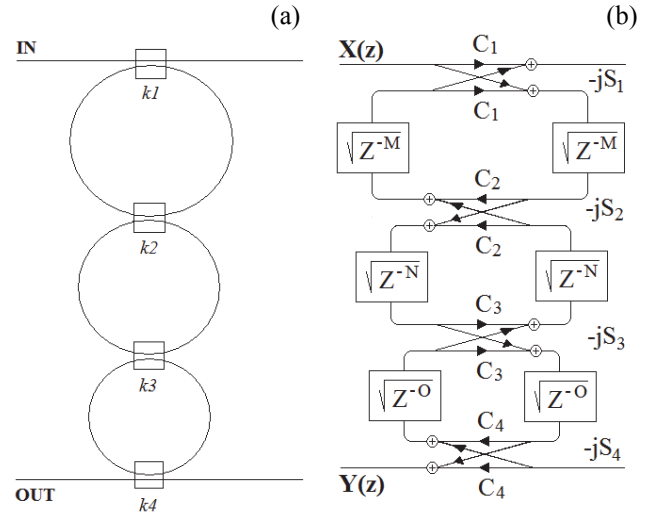 (a)
IN
k1
k2
k3
OUT
k4
(b)
X(z)
C1
-jS1
C1
√Z^-M
√Z^-M
C2
-jS2
C2
√Z^-N
√Z^-N
C3
-jS3
C3
√Z^-O
√Z^-O
C4
-jS4
Y(z)
C4